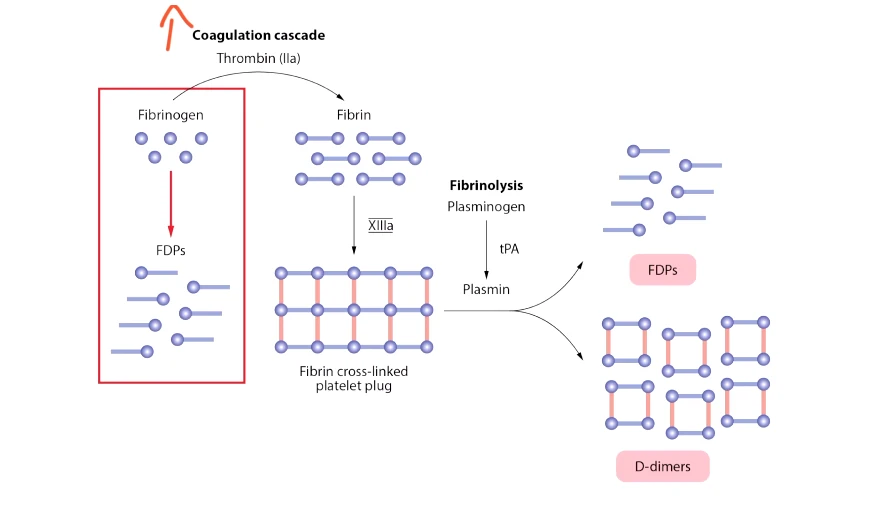 Coagulation cascade
Thrombin (IIa)
Fibrinogen
Fibrin
Fibrinolysis
Plasminogen
XIIIa
tPA
FDPs
Plasmin
FDPs
Fibrin cross-linked
platelet plug
D-dimers